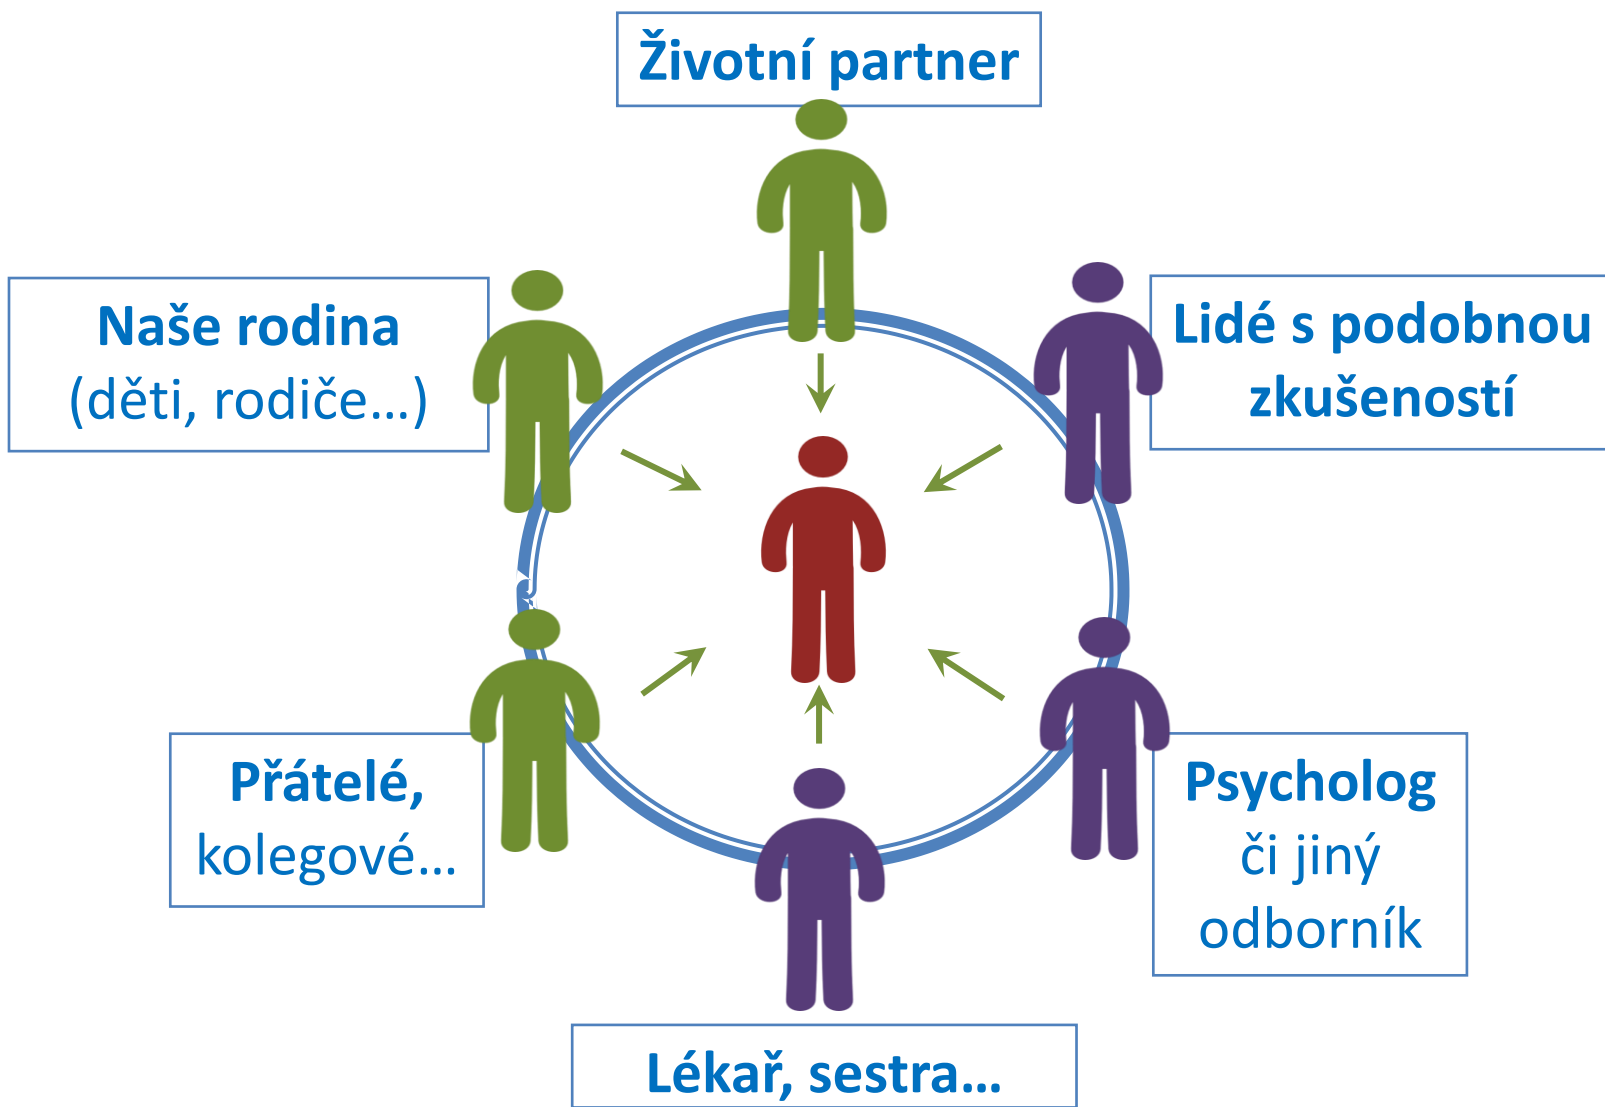 Životní partner
Naše rodina
(děti, rodiče…)
Lidé s podobnou
zkušeností
Přátelé,
kolegové…
Psycholog
či jiný
odborník
Lékař, sestra…